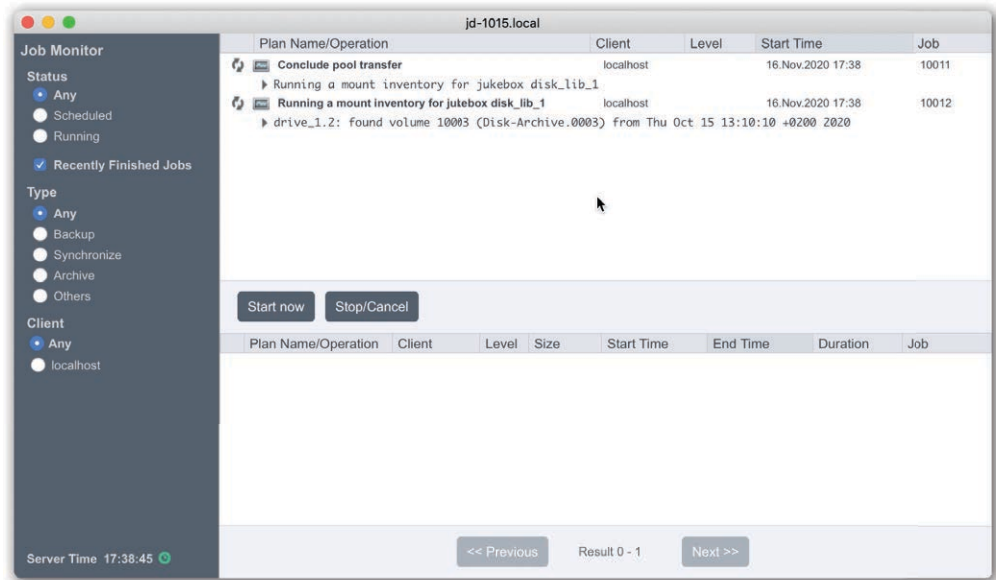 jd-1015.local
Job Monitor
Status
Any
Scheduled
Running
Recently Finished Jobs
Type
Any
Backup
Synchronize
Archive
Others
Client
Any
localhost
Server Time 17:38:45
Plan Name/Operation Client Level Start Time Job
Conclude pool transfer localhost 16.Nov.2020 17:38 10011
Running a mount inventory for jukebox disk_lib_1
Running a mount inventory for jukebox disk_lib_1 localhost 16.Nov.2020 17:38 10012
drive_1.2: found volume 10003 (Disk-Archive.0003) from Thu Oct 15 13:10:10 +0200 2020
Start now Stop/Cancel
Plan Name/Operation Client Level Size Start Time End Time Duration Job
<< Previous Result 0 - 1 Next >>